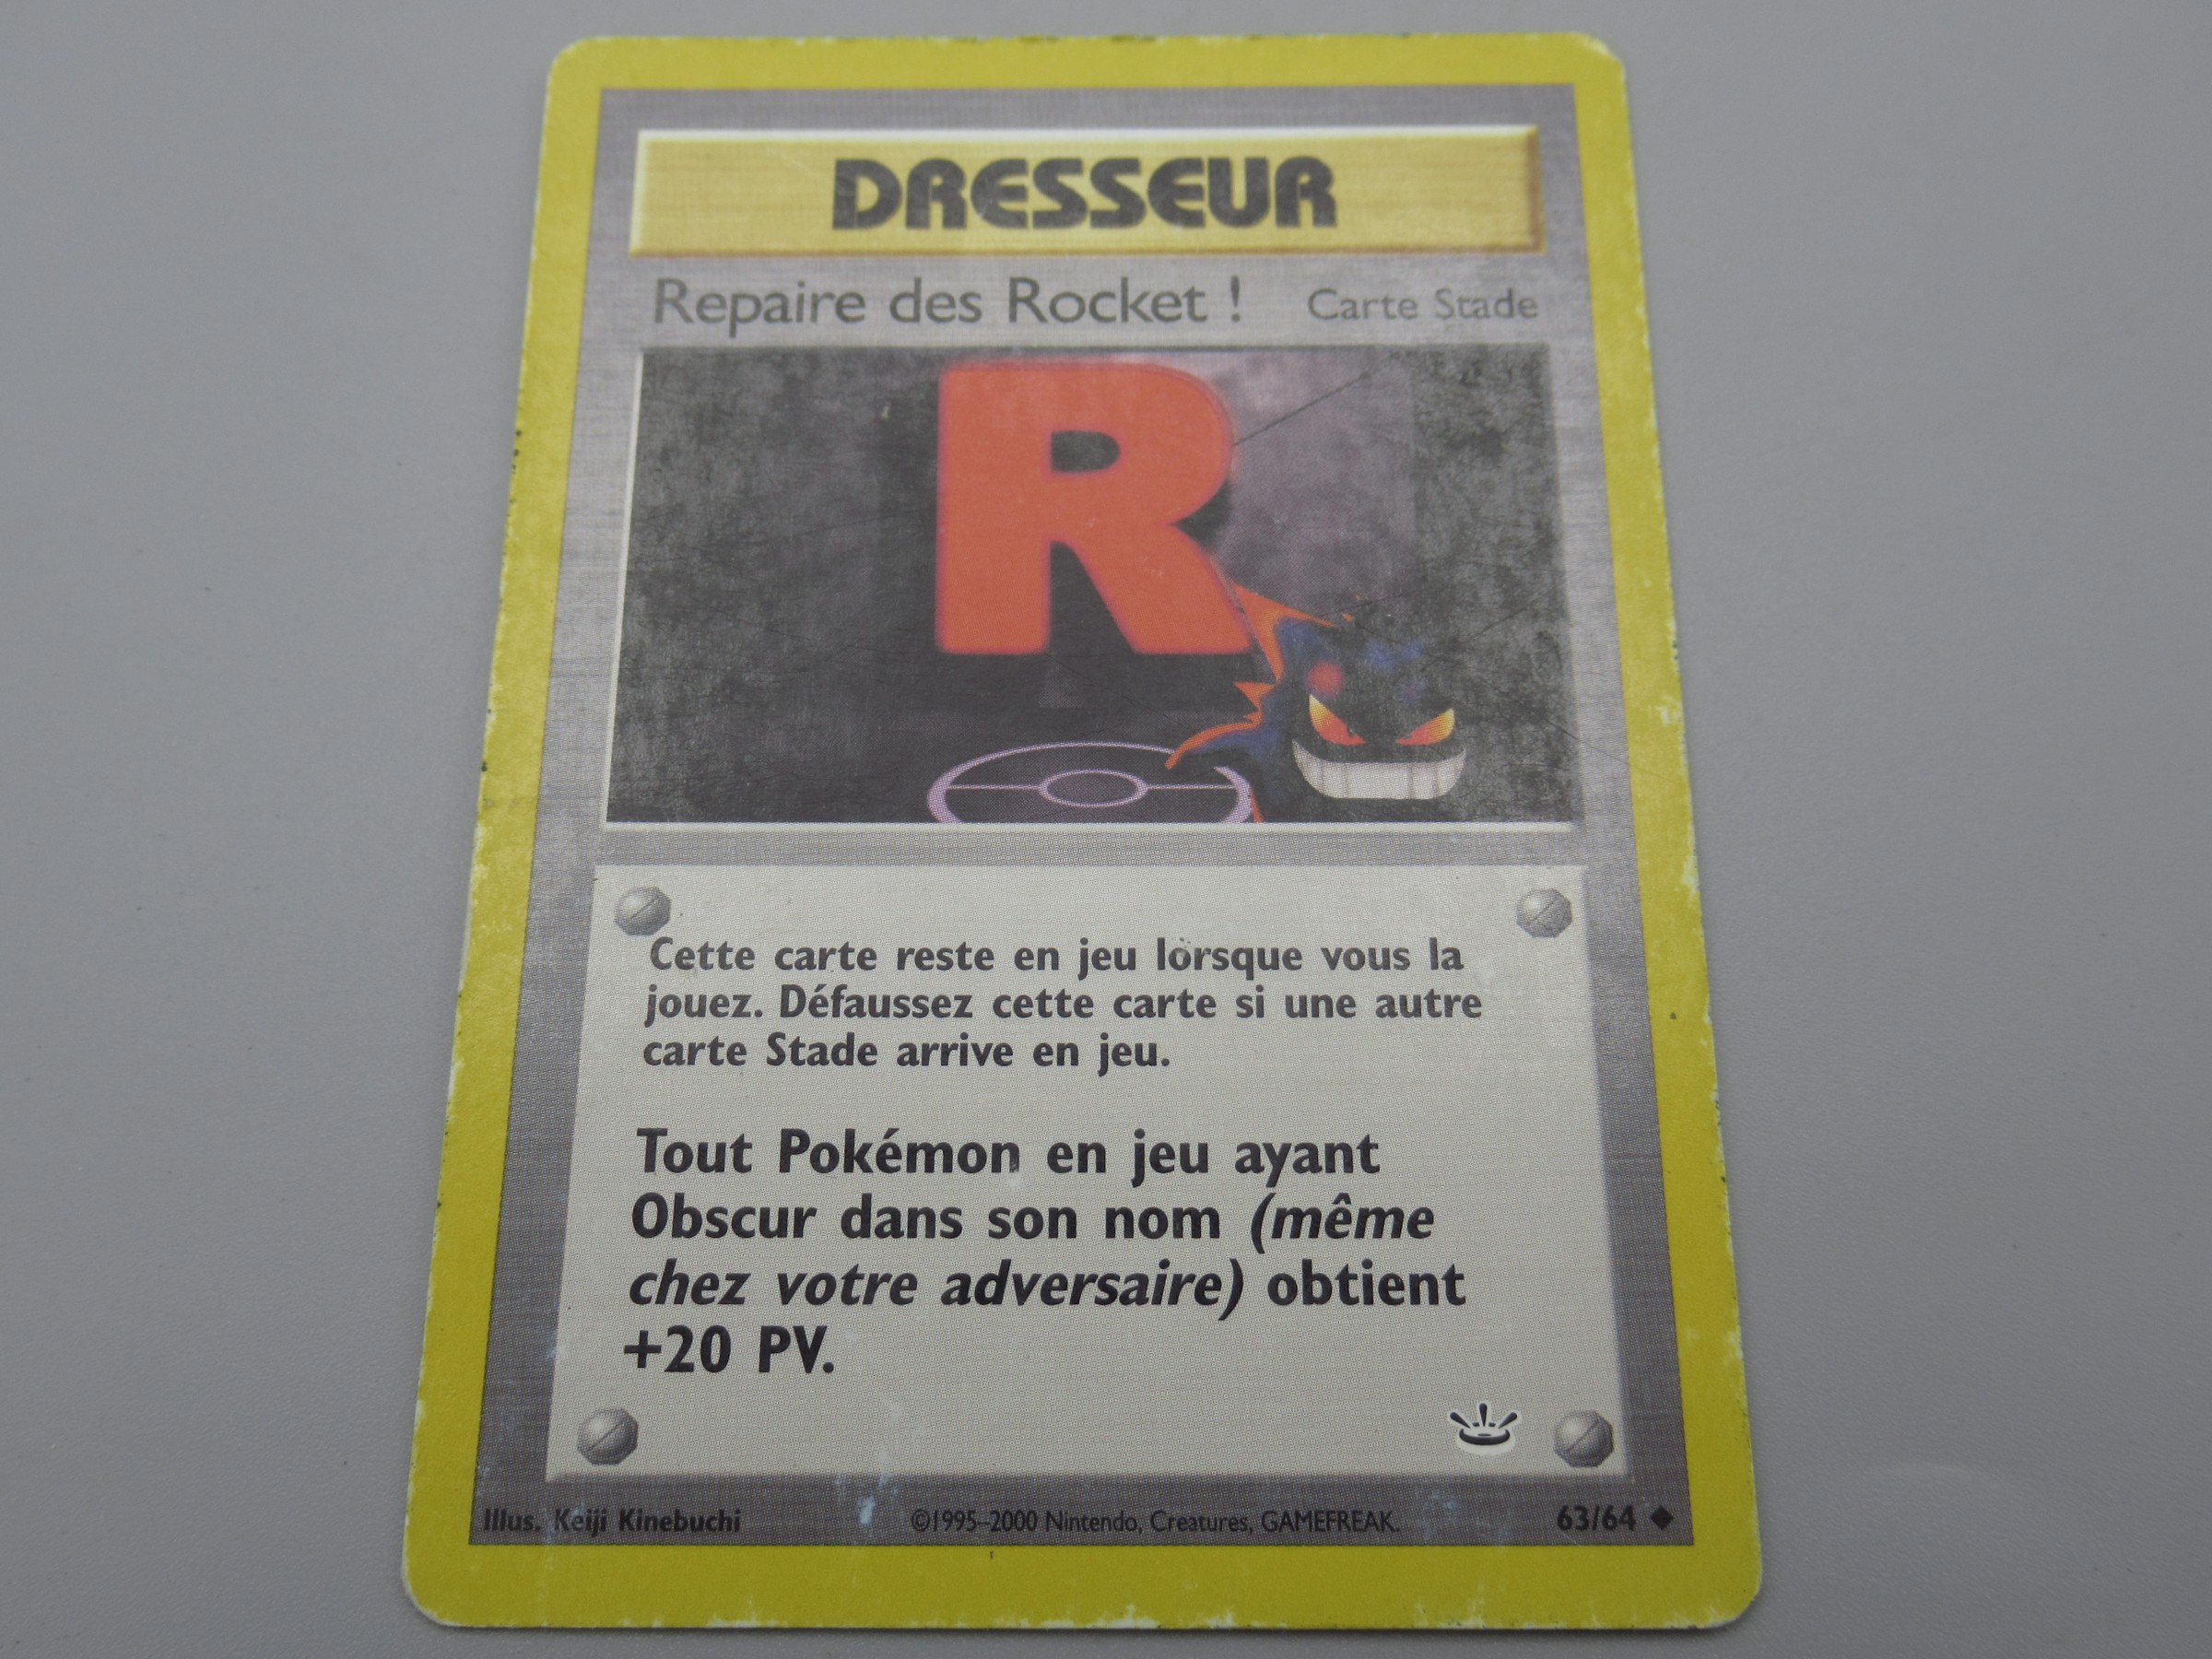 DRESSEUR
Repaire des Rocket ! Carte Stade
R
Cette carte reste en jeu lorsque vous la
jouez. Défaussez cette carte si une autre
carte Stade arrive en jeu.
Tout Pokémon en jeu ayant
Obscur dans son nom (même
chez votre adversaire) obtient
+20 PV.
Illus. Keiji Kinebuchi ©1995–2000 Nintendo, Creatures, GAMEFREAK. 63/64 ◆